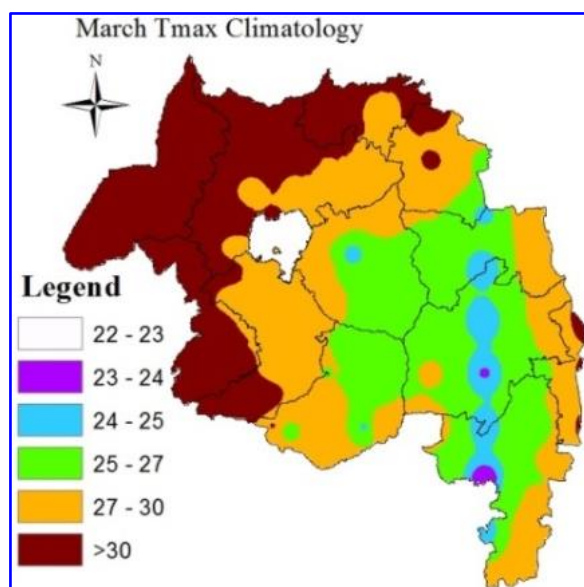 March Tmax Climatology
N
Legend
22 - 23
23 - 24
24 - 25
25 - 27
27 - 30
>30